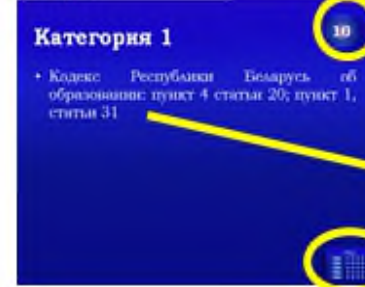 Категория 1
10
• Кодекс Республики Беларусь об
образовании: пункт 4 статьи 20; пункт 1,
статьи 31